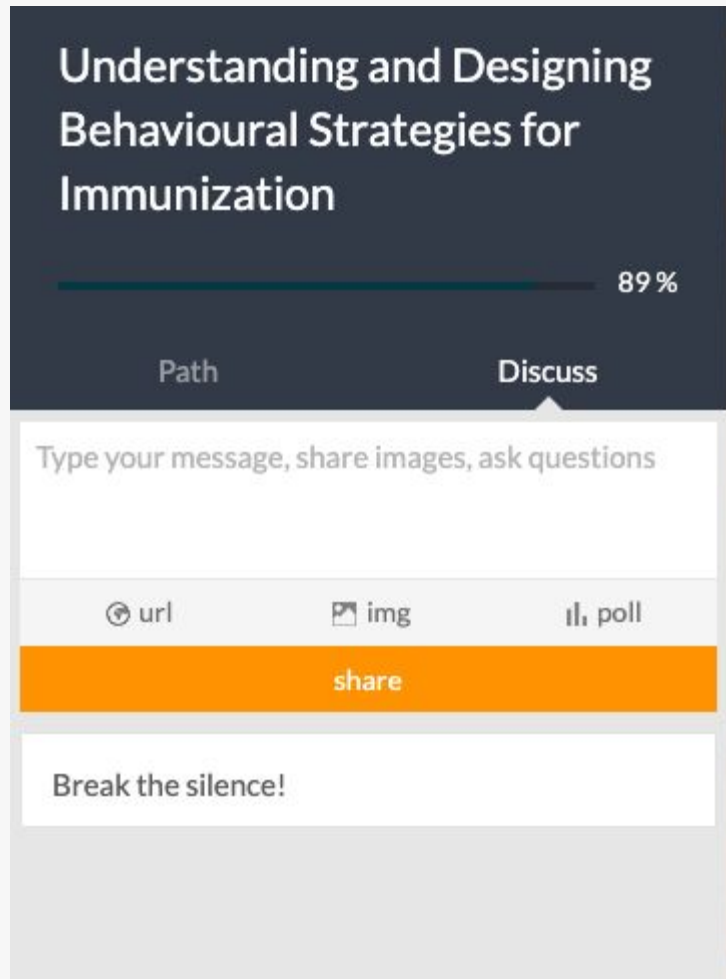 Understanding and Designing
Behavioural Strategies for
Immunization
89 %
Path Discuss
Type your message, share images, ask questions
url img poll
share
Break the silence!